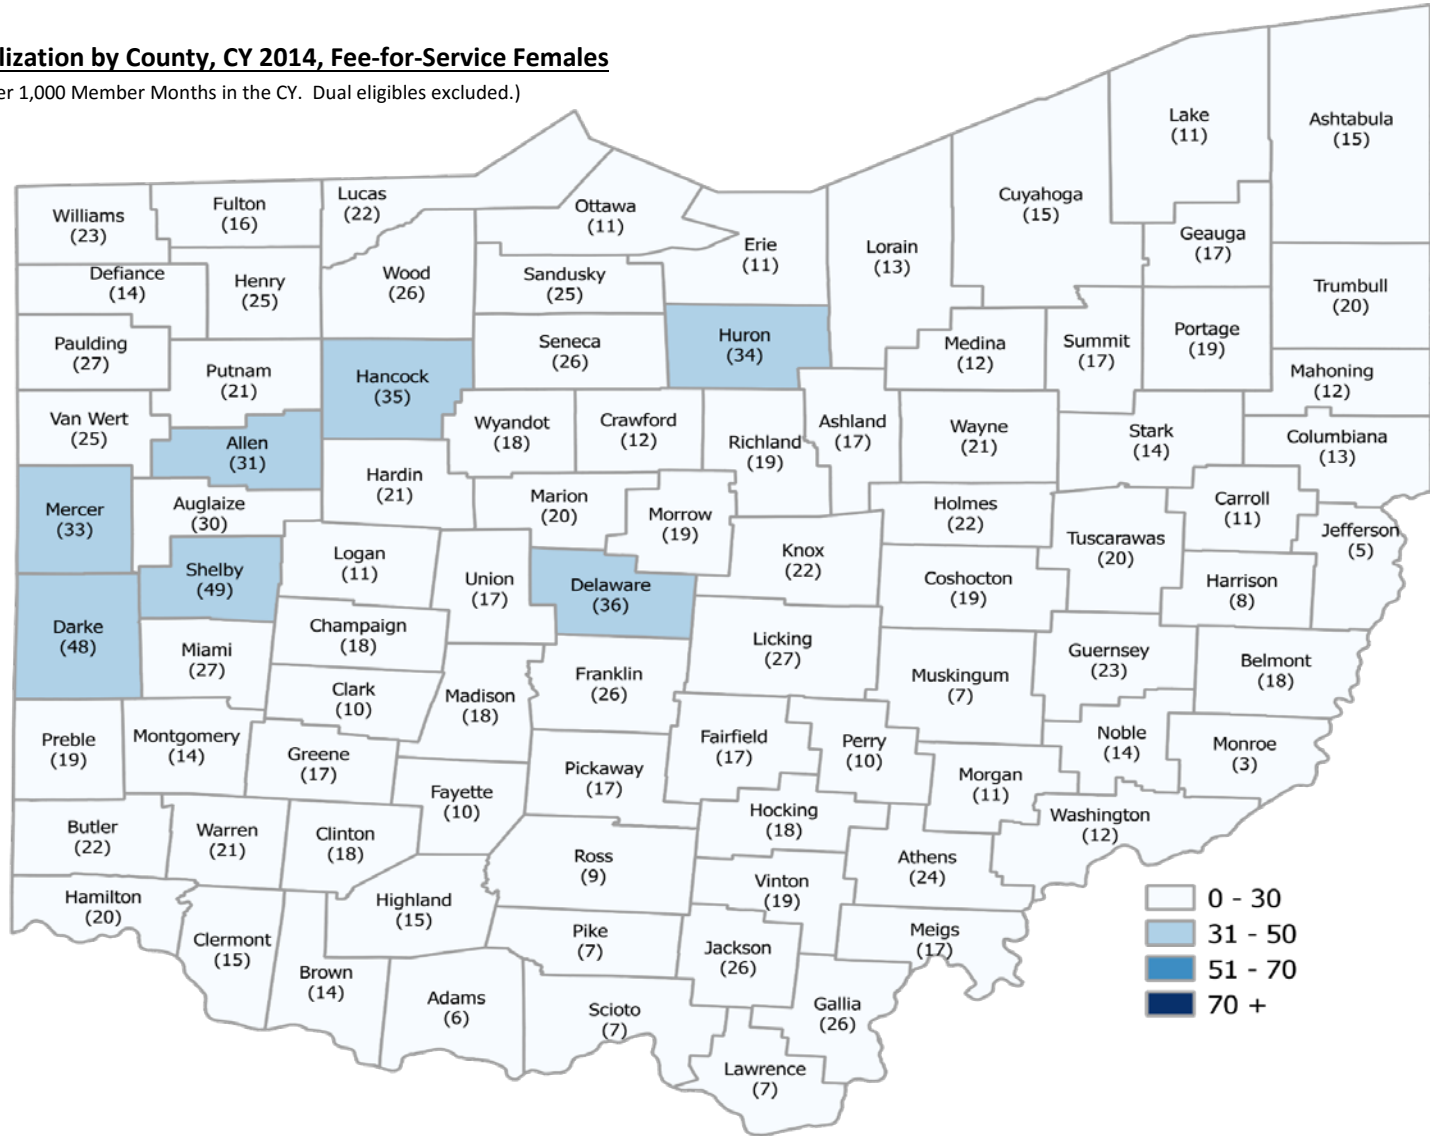 lization by County, CY 2014, Fee-for-Service Females
er 1,000 Member Months in the CY.  Dual eligibles excluded.)
Lake
(11)
Ashtabula
(15)
Williams
(23)
Fulton
(16)
Lucas
(22)
Ottawa
(11)
Cuyahoga
(15)
Erie
(11)
Lorain
(13)
Geauga
(17)
Defiance
(14)
Henry
(25)
Wood
(26)
Sandusky
(25)
Trumbull
(20)
Paulding
(27)
Putnam
(21)
Hancock
(35)
Seneca
(26)
Huron
(34)
Medina
(12)
Summit
(17)
Portage
(19)
Mahoning
(12)
Van Wert
(25)
Allen
(31)
Wyandot
(18)
Crawford
(12)
Richland
(19)
Ashland
(17)
Wayne
(21)
Stark
(14)
Columbiana
(13)
Mercer
(33)
Auglaize
(30)
Hardin
(21)
Marion
(20)
Morrow
(19)
Holmes
(22)
Tuscarawas
(20)
Carroll
(11)
Jefferson
(5)
Shelby
(49)
Logan
(11)
Union
(17)
Delaware
(36)
Knox
(22)
Coshocton
(19)
Harrison
(8)
Darke
(48)
Miami
(27)
Champaign
(18)
Licking
(27)
Muskingum
(7)
Guernsey
(23)
Belmont
(18)
Clark
(10)
Madison
(18)
Franklin
(26)
Preble
(19)
Montgomery
(14)
Greene
(17)
Fayette
(10)
Pickaway
(17)
Fairfield
(17)
Perry
(10)
Morgan
(11)
Noble
(14)
Monroe
(3)
Butler
(22)
Warren
(21)
Clinton
(18)
Ross
(9)
Hocking
(18)
Athens
(24)
Washington
(12)
Hamilton
(20)
Clermont
(15)
Highland
(15)
Vinton
(19)
Brown
(14)
Adams
(6)
Pike
(7)
Jackson
(26)
Meigs
(17)
Scioto
(7)
Gallia
(26)
Lawrence
(7)
0 - 30
31 - 50
51 - 70
70 +